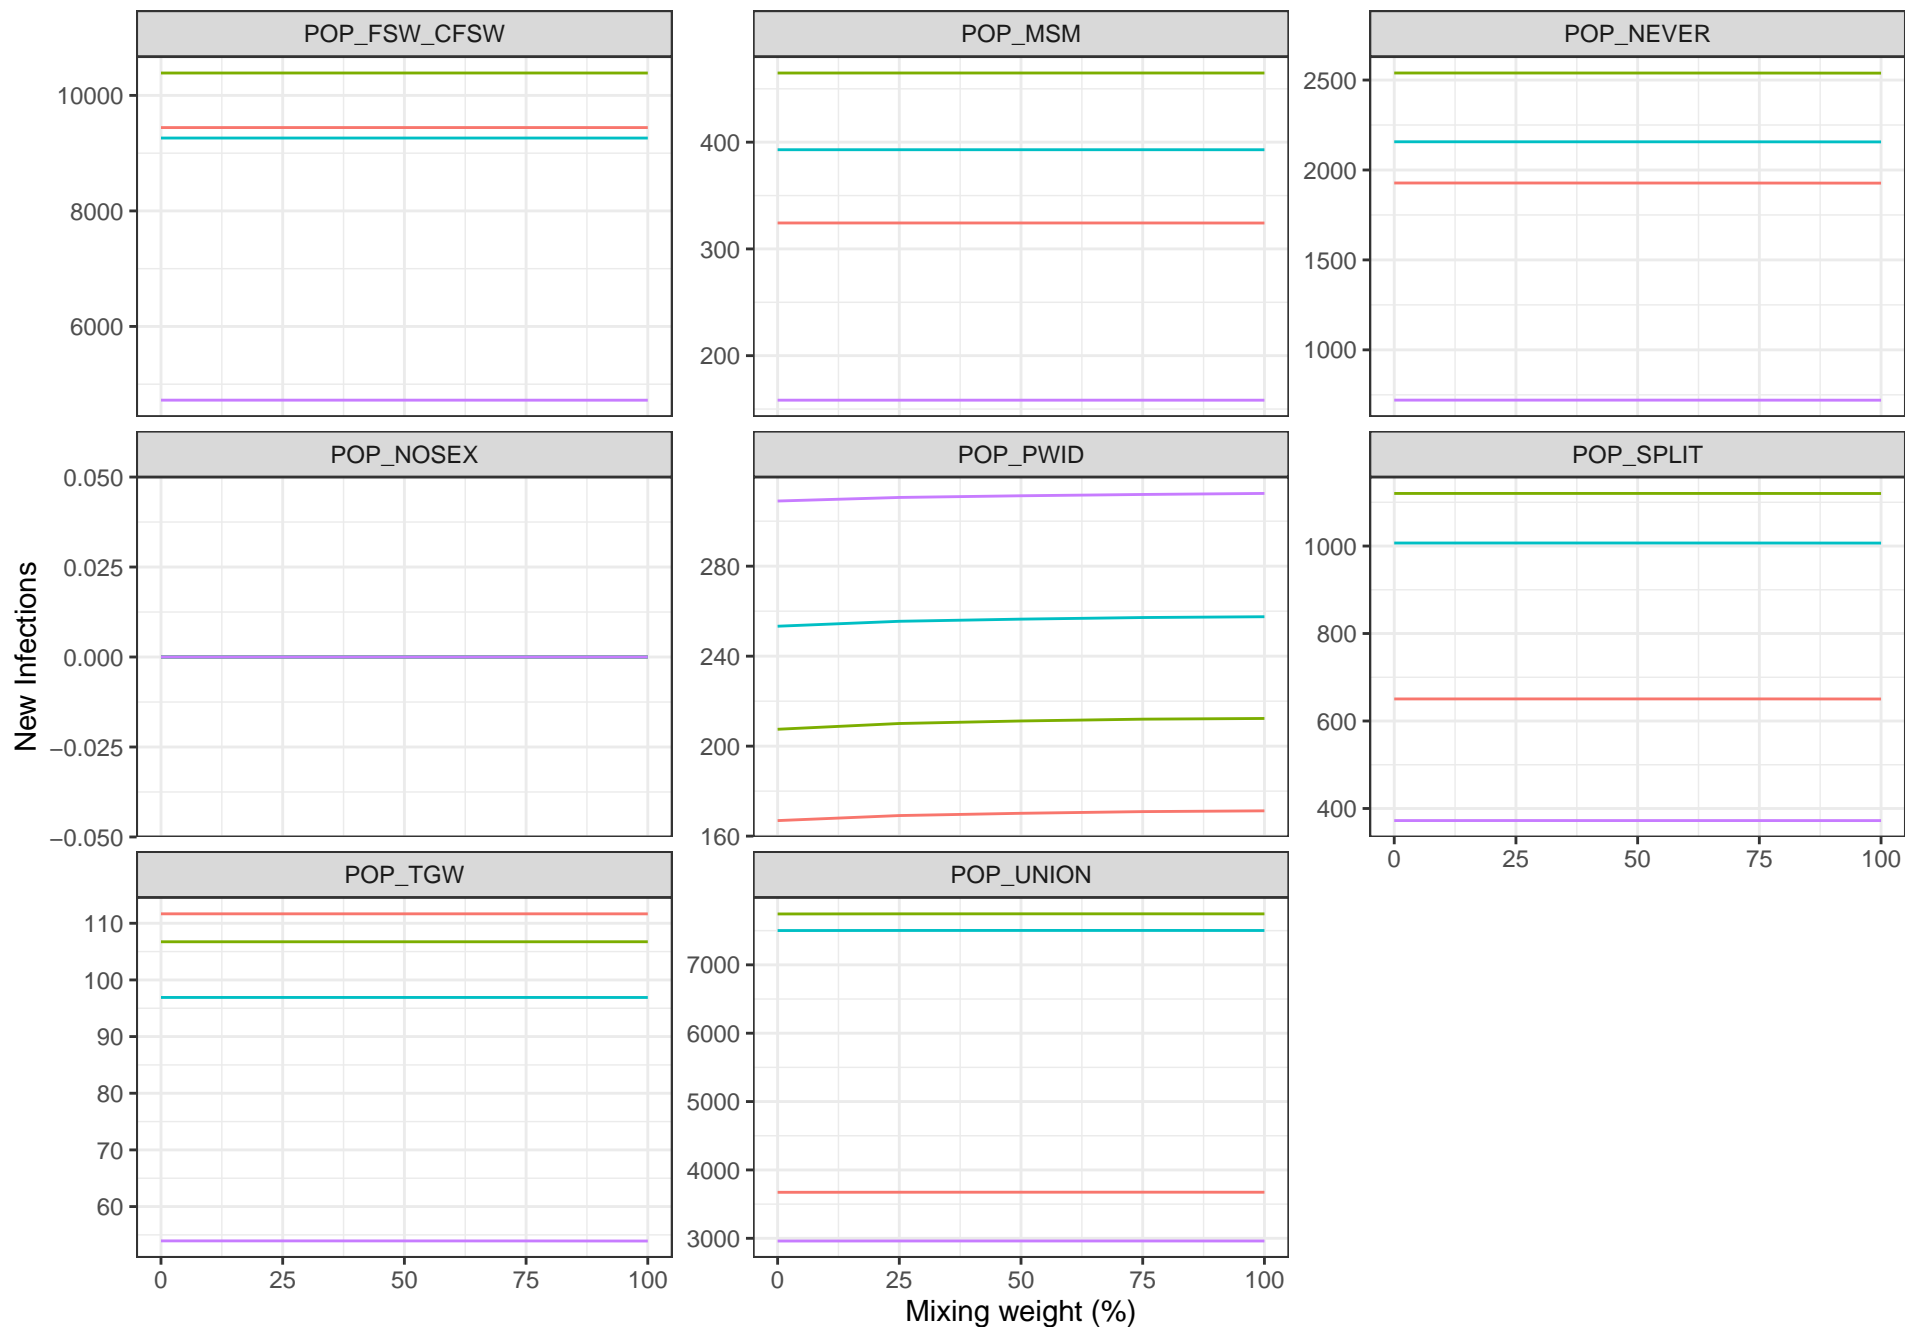 POP_FSW_CFSW
POP_MSM
POP_NEVER
10000
8000
6000
400
300
200
2500
2000
1500
1000
POP_NOSEX
POP_PWID
POP_SPLIT
0.050
0.025
0.000
−0.025
−0.050
280
240
200
160
1000
800
600
400
0 25 50 75 100
POP_TGW
POP_UNION
110
100
90
80
70
60
7000
6000
5000
4000
3000
0 25 50 75 100
0 25 50 75 100
New Infections
Mixing weight (%)